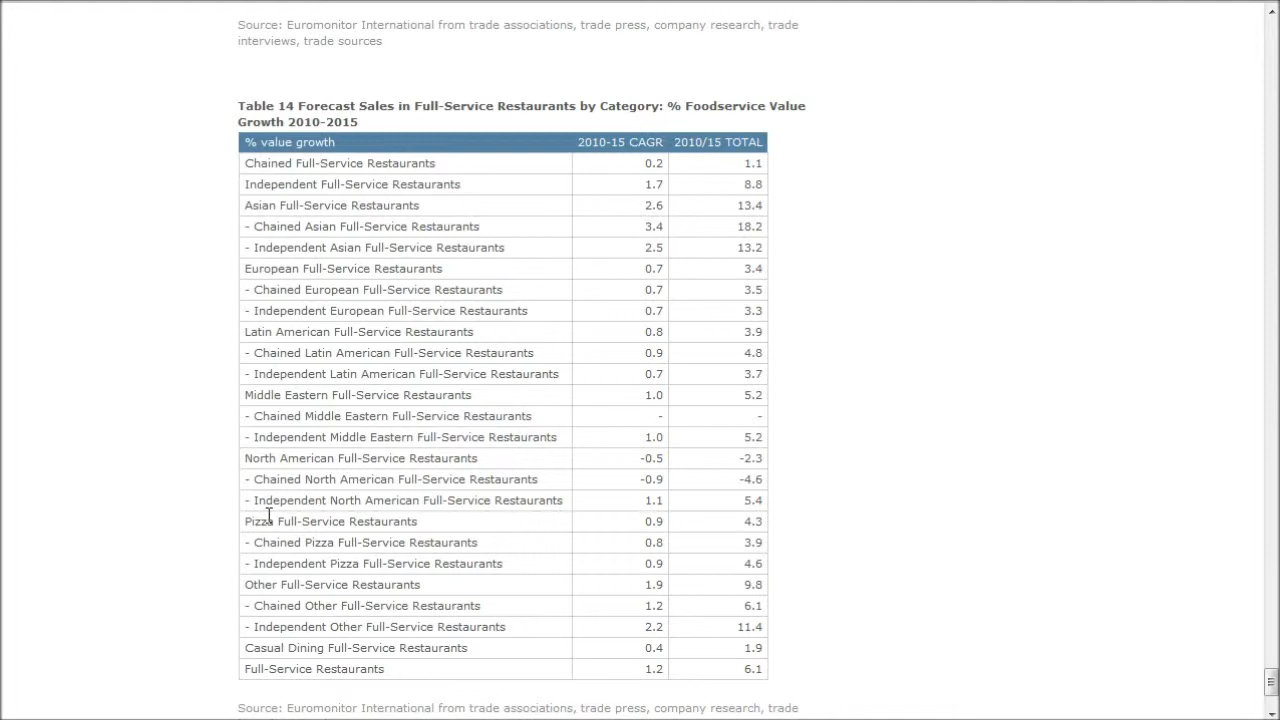 Source: Euromonitor International from trade associations, trade press, company research, trade
interviews, trade sources
Table 14 Forecast Sales in Full-Service Restaurants by Category: % Foodservice Value
Growth 2010-2015
% value growth 2010-15 CAGR 2010/15 TOTAL
Chained Full-Service Restaurants 0.2 1.1
Independent Full-Service Restaurants 1.7 8.8
Asian Full-Service Restaurants 2.6 13.4
- Chained Asian Full-Service Restaurants 3.4 18.2
- Independent Asian Full-Service Restaurants 2.5 13.2
European Full-Service Restaurants 0.7 3.4
- Chained European Full-Service Restaurants 0.7 3.5
- Independent European Full-Service Restaurants 0.7 3.3
Latin American Full-Service Restaurants 0.8 3.9
- Chained Latin American Full-Service Restaurants 0.9 4.8
- Independent Latin American Full-Service Restaurants 0.7 3.7
Middle Eastern Full-Service Restaurants 1.0 5.2
- Chained Middle Eastern Full-Service Restaurants - -
- Independent Middle Eastern Full-Service Restaurants 1.0 5.2
North American Full-Service Restaurants -0.5 -2.3
- Chained North American Full-Service Restaurants -0.9 -4.6
- Independent North American Full-Service Restaurants 1.1 5.4
Pizza Full-Service Restaurants 0.9 4.3
- Chained Pizza Full-Service Restaurants 0.8 3.9
- Independent Pizza Full-Service Restaurants 0.9 4.6
Other Full-Service Restaurants 1.9 9.8
- Chained Other Full-Service Restaurants 1.2 6.1
- Independent Other Full-Service Restaurants 2.2 11.4
Casual Dining Full-Service Restaurants 0.4 1.9
Full-Service Restaurants 1.2 6.1
Source: Euromonitor International from trade associations, trade press, company research, trade